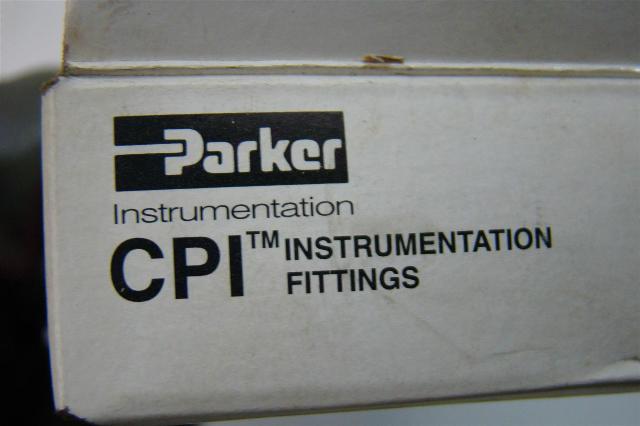 Parker
Instrumentation
CPI™ INSTRUMENTATION
FITTINGS